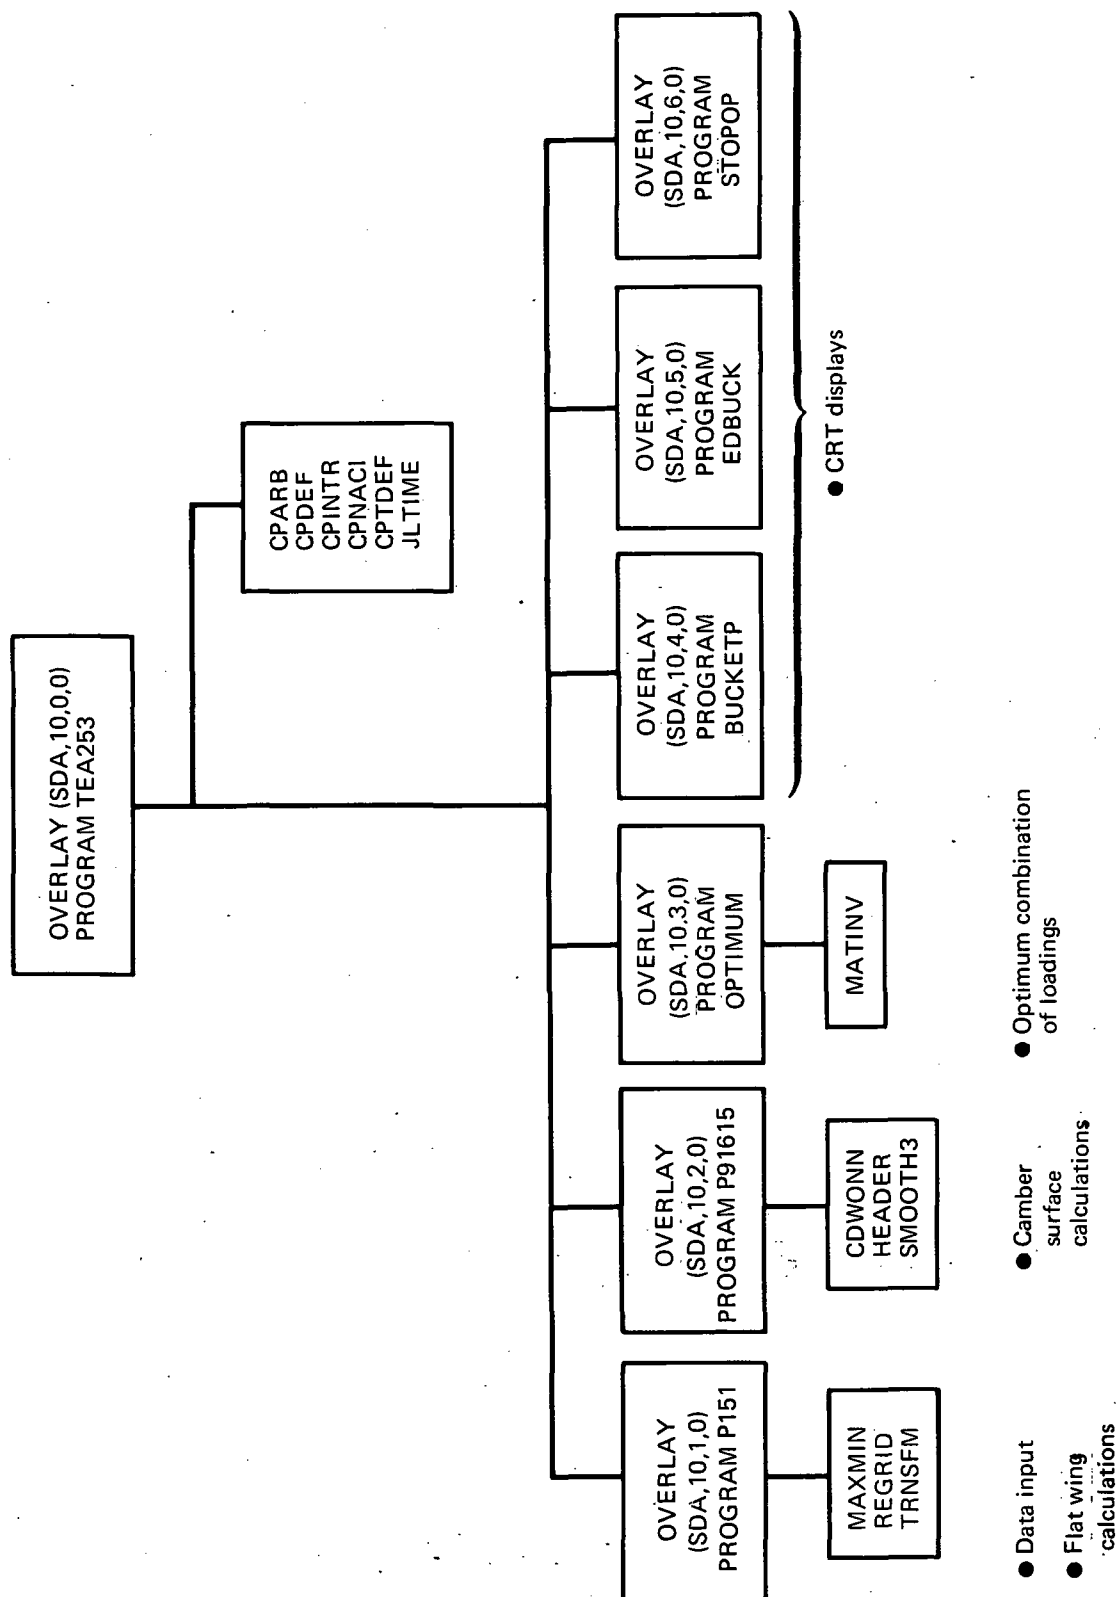 OVERLAY (SDA,10,0,0)
PROGRAM TEA253
CPARB
CPDEF
CPINTR
CPNACI
CPTDEF
JLTIME
OVERLAY
(SDA,10,1,0)
PROGRAM P151
MAXMIN
REGRID
TRNSFM
● Data input
● Flat wing
calculations
OVERLAY
(SDA,10,2,0)
PROGRAM P91615
CDWONN
HEADER
SMOOTH3
● Camber
surface
calculations
OVERLAY
(SDA,10,3,0)
PROGRAM
OPTIMUM
MATINV
● Optimum combination
of loadings
OVERLAY
(SDA,10,4,0)
PROGRAM
BUCKETP
OVERLAY
(SDA,10,5,0)
PROGRAM
EDBUCK
OVERLAY
(SDA,10,6,0)
PROGRAM
STOPOP
● CRT displays